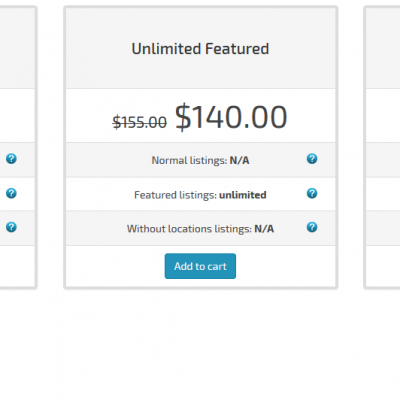 Unlimited Featured
$155.00 $140.00
Normal listings: N/A ?
Featured listings: unlimited ?
Without locations listings: N/A ?
Add to cart